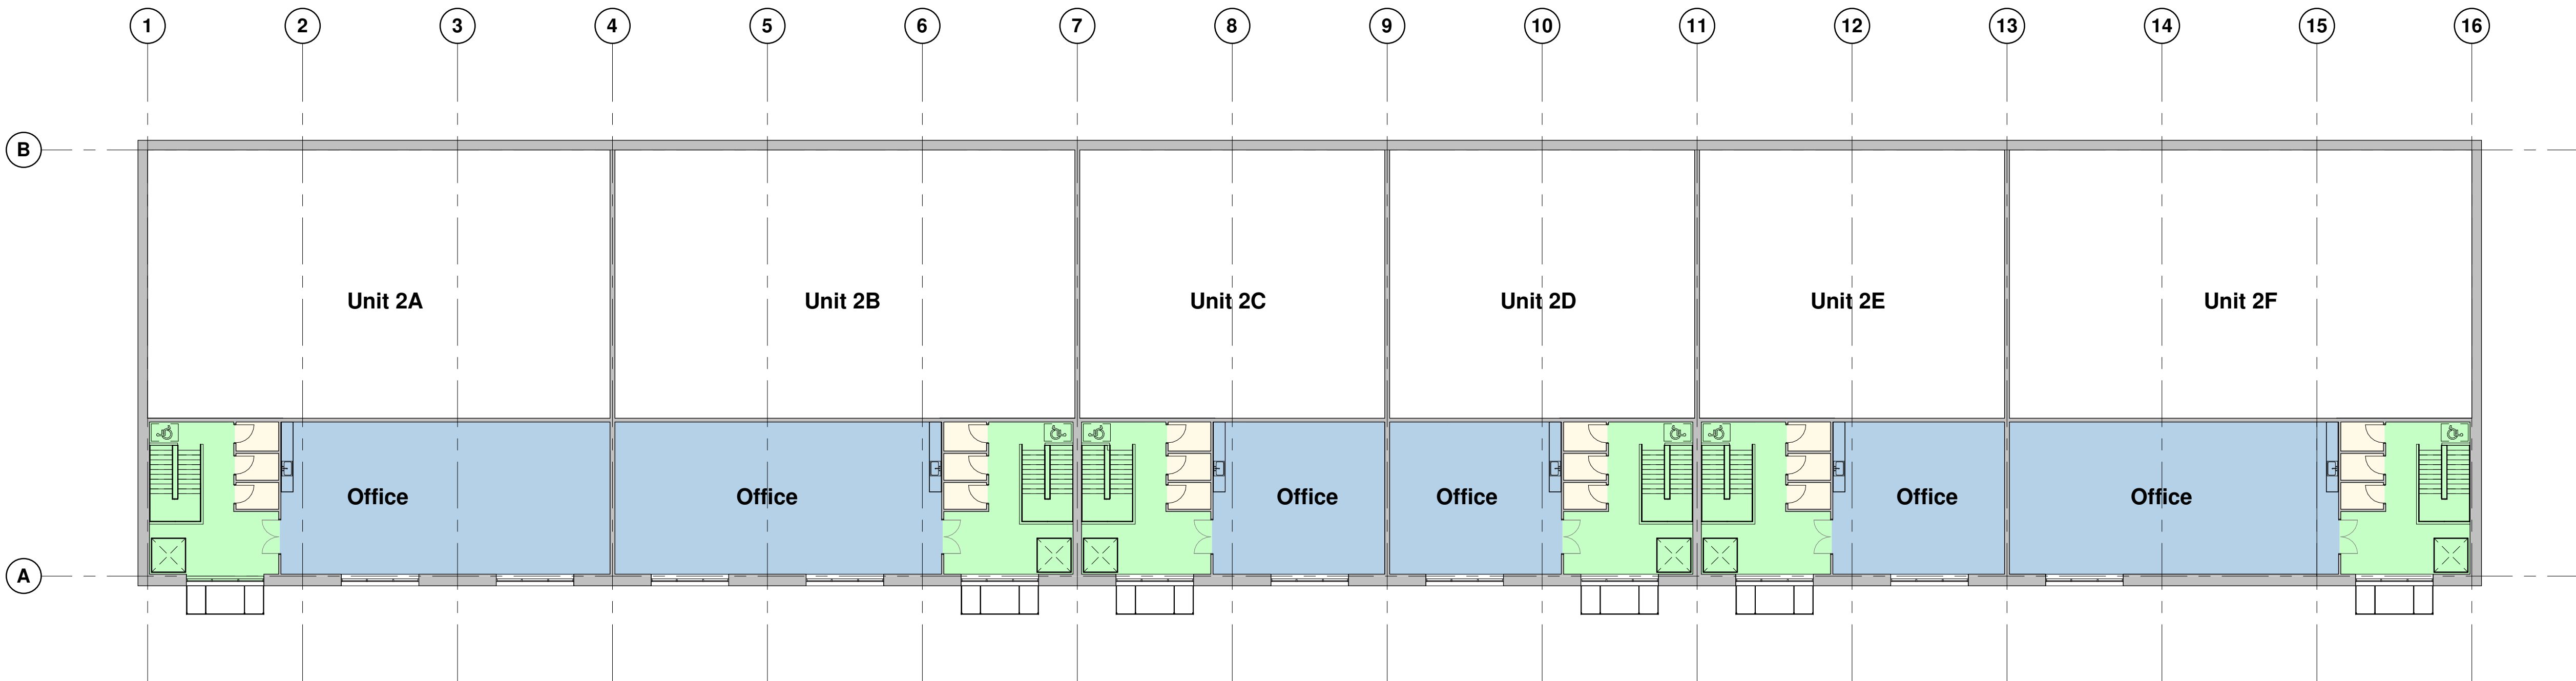 1 2 3 4 5 6 7 8 9 10 11 12 13 14 15 16
B
Unit 2A Unit 2B Unit 2C Unit 2D Unit 2E Unit 2F
Office Office Office Office Office Office
A